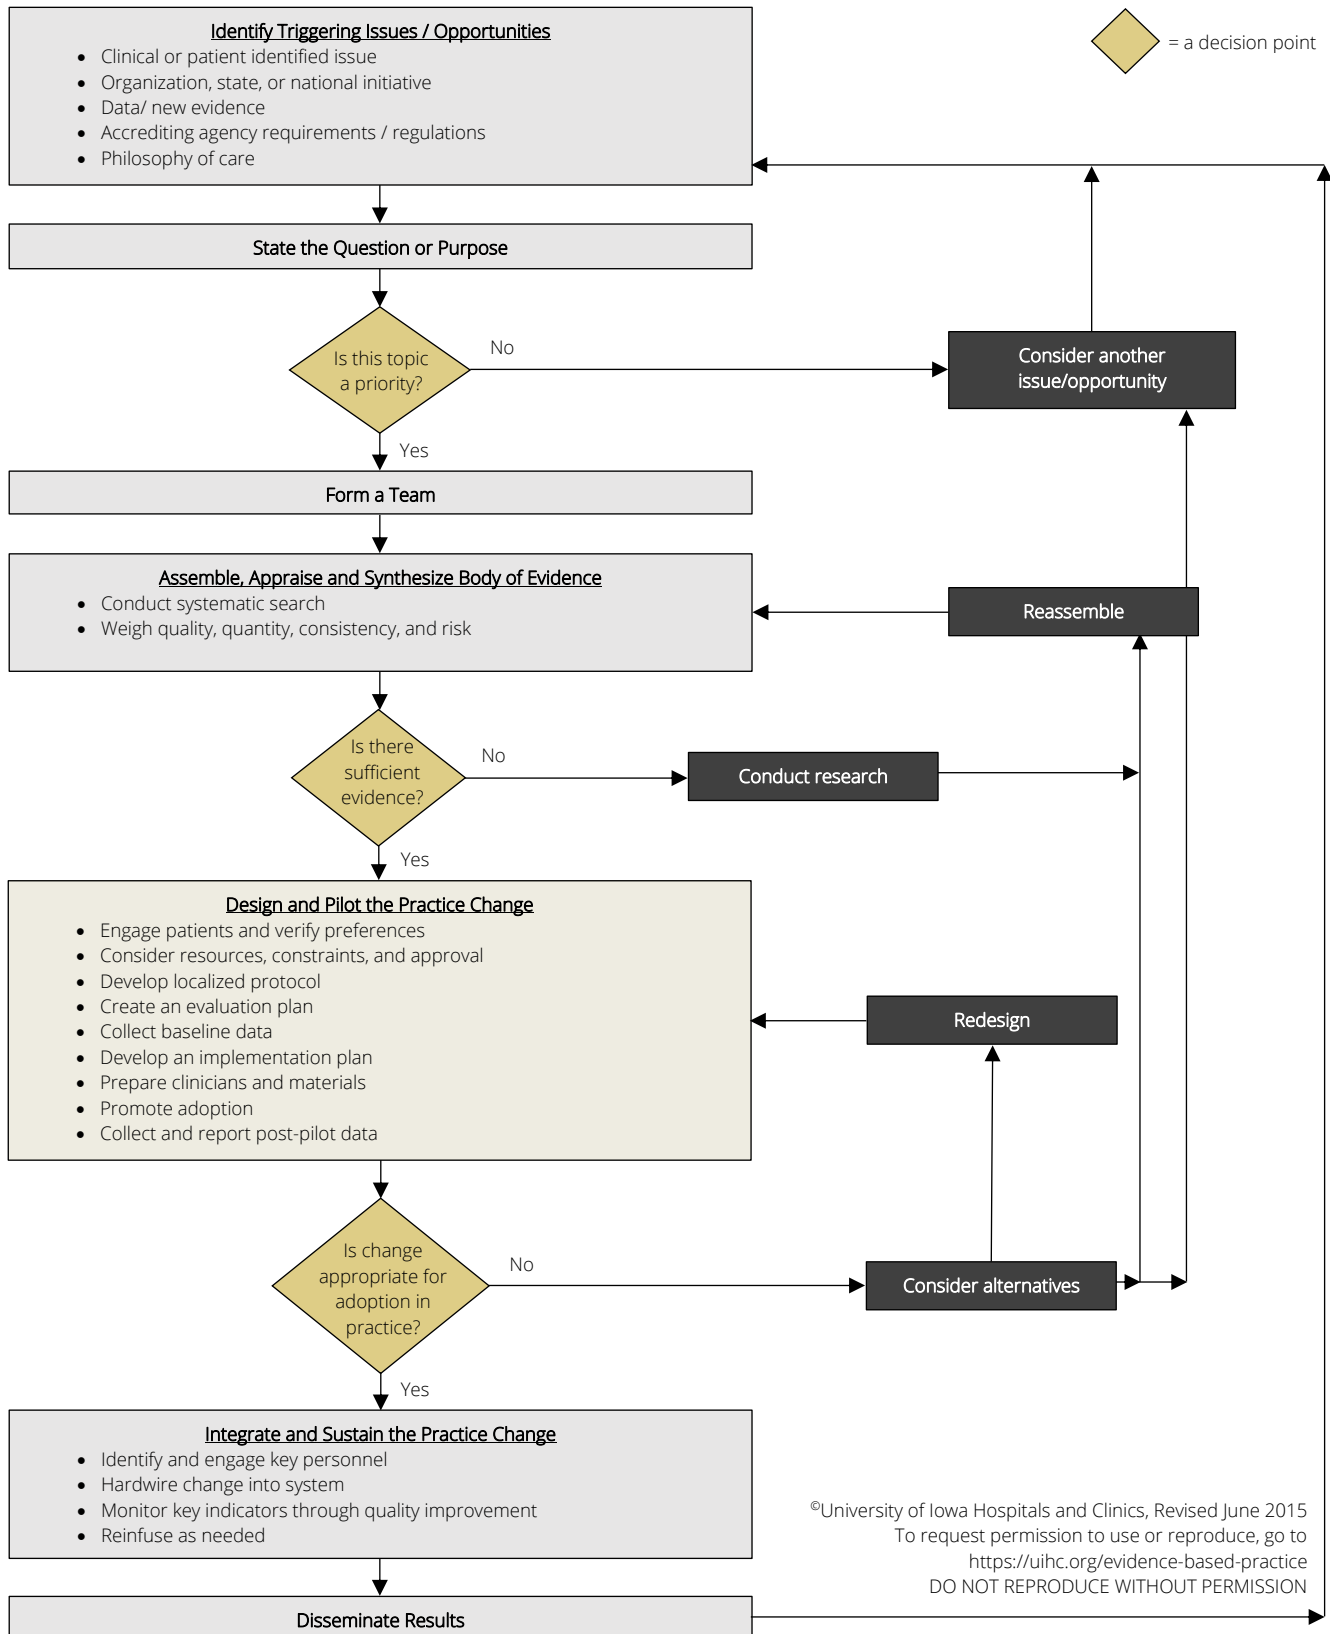 Identify Triggering Issues / Opportunities
• Clinical or patient identified issue
• Organization, state, or national initiative
• Data/ new evidence
• Accrediting agency requirements / regulations
• Philosophy of care
= a decision point
State the Question or Purpose
Is this topic
a priority?
No
Consider another
issue/opportunity
Yes
Form a Team
Assemble, Appraise and Synthesize Body of Evidence
• Conduct systematic search
• Weigh quality, quantity, consistency, and risk
Reassemble
Is there
sufficient
evidence?
No
Conduct research
Yes
Design and Pilot the Practice Change
• Engage patients and verify preferences
• Consider resources, constraints, and approval
• Develop localized protocol
• Create an evaluation plan
• Collect baseline data
• Develop an implementation plan
• Prepare clinicians and materials
• Promote adoption
• Collect and report post-pilot data
Redesign
Is change
appropriate for
adoption in
practice?
No
Consider alternatives
Yes
Integrate and Sustain the Practice Change
• Identify and engage key personnel
• Hardwire change into system
• Monitor key indicators through quality improvement
• Reinfuse as needed
©University of Iowa Hospitals and Clinics, Revised June 2015
To request permission to use or reproduce, go to
https://uihc.org/evidence-based-practice
DO NOT REPRODUCE WITHOUT PERMISSION
Disseminate Results